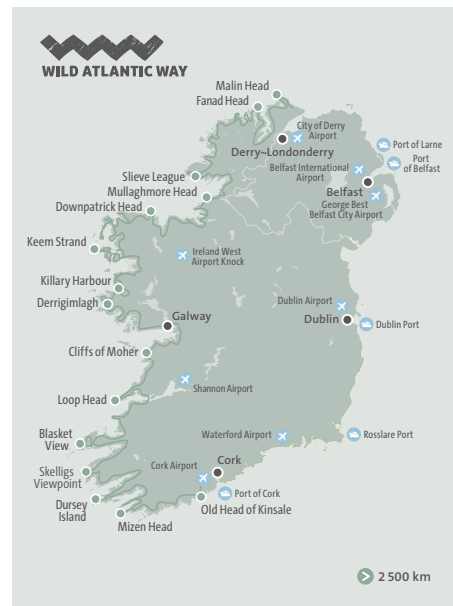 WILD ATLANTIC WAY
Malin Head
Fanad Head
City of Derry
Airport
Derry~Londonderry
Port of Larne
Port
of Belfast
Belfast International
Airport
Belfast
George Best
Belfast City Airport
Slieve League
Mullaghmore Head
Downpatrick Head
Keem Strand
Ireland West
Airport Knock
Killary Harbour
Derrigimlagh
Galway
Dublin Airport
Dublin
Dublin Port
Cliffs of Moher
Shannon Airport
Loop Head
Blasket
View
Waterford Airport
Rosslare Port
Skelligs
Viewpoint
Cork Airport
Cork
Port of Cork
Dursey
Island
Old Head of Kinsale
Mizen Head
2 500 km